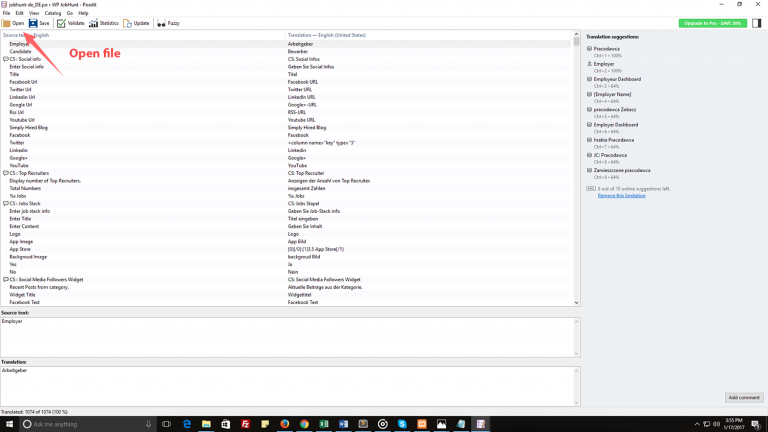 jobhunt-de_DE.po • WP JobHunt - Poedit
File Edit View Catalog Go Help
Open Save Validate Statistics Update Fuzzy
Upgrade to Pro - SAVE 30%
Open file
Source text — English Translation — English (United States)
Employer Arbeitgeber
Candidate Bewerber
CS : Social info CS: Sozial Infos
Enter Social info Geben Sie Social Infos
Title Titel
Facebook Url Facebook URL
Twitter Url Twitter URL
Linkedin Url LinkedIn URL
Google Url Google+-URL
Rss Url RSS-URL
Youtube Url Youtube URL
Simply Hired Blog Simply Hired Blog
Facebook Facebook
Twitter <column name="key" type="3"
Linkedin Linkedin
Google+ Google+
YouTube YouTube
CS : Top Recruiters CS : Top Recruiter
Display number of Top Recruiters. Anzeigen der Anzahl von Top Recruiter.
Total Numbers insgesamt Zahlen
%s Jobs %s Jobs
CS : Jobs Stack CS: Jobs Stapel
Enter job stack info Geben Sie Job-Stack info
Enter Title Titel eingeben
Enter Content Geben Sie Inhalt
Logo Logo
App Image App Bild
App Store {0}[/0] {1]3.5 App Store[/1}
Backgroud Image backgroud Bild
Yes Ja
No Nein
CS : Social Media Followers Widget CS: Social Media Followers Widget
Recent Posts from category. Aktuelle Beiträge aus der Kategorie.
Widget Title Widgettitel
Facebook Text Facebook Text
Source text:
Employer
Translation:
Arbeitgeber
Translated: 1074 of 1074 (100 %)
Translation suggestions:
Pracodawca
Ctrl+1 • 100%
Employer
Ctrl+2 • 100%
Employeur Dashboard
Ctrl+3 • 64%
[Employer Name]
Ctrl+4 • 64%
pracodawca Zobacz
Ctrl+5 • 64%
Employer Dashboard
Ctrl+6 • 64%
hrabia Pracodawca
Ctrl+7 • 64%
JC: Pracodawca
Ctrl+8 • 64%
Zamieszczone pracodawca
Ctrl+9 • 64%
0 out of 10 online suggestions left.
Remove this limitation
Add comment
Ask me anything
3:55 PM
1/17/2017